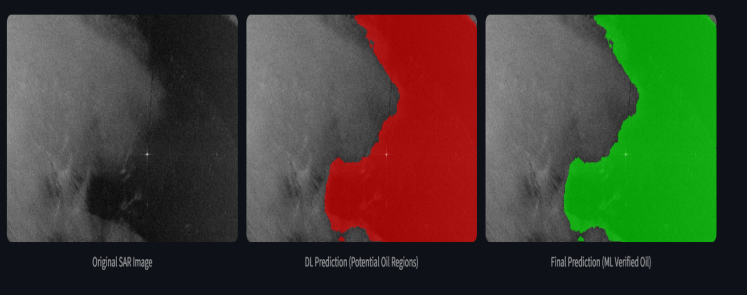 Original SAR Image
DL Prediction (Potential Oil Regions)
Final Prediction (ML Verified Oil)